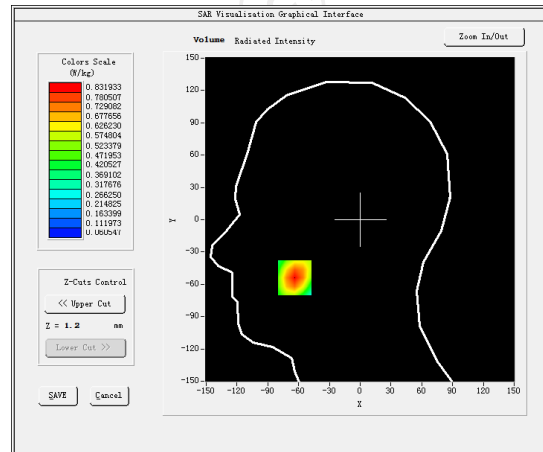 SAR Visualisation Graphical Interface
Volume Radiated Intensity
Zoom In/Out
Colors Scale
(W/kg)
0.831933
0.780507
0.729082
0.677656
0.626230
0.574804
0.523379
0.471953
0.420527
0.369102
0.317676
0.266250
0.214825
0.163399
0.111973
0.060547
Z-Cuts Control
<< Upper Cut
Z = 1.2 mm
Lower Cut >>
SAVE Cancel
150
120
90
60
30
0
-30
-60
-90
-120
-150
Y
-150 -120 -90 -60 -30 0 30 60 90 120 150
X